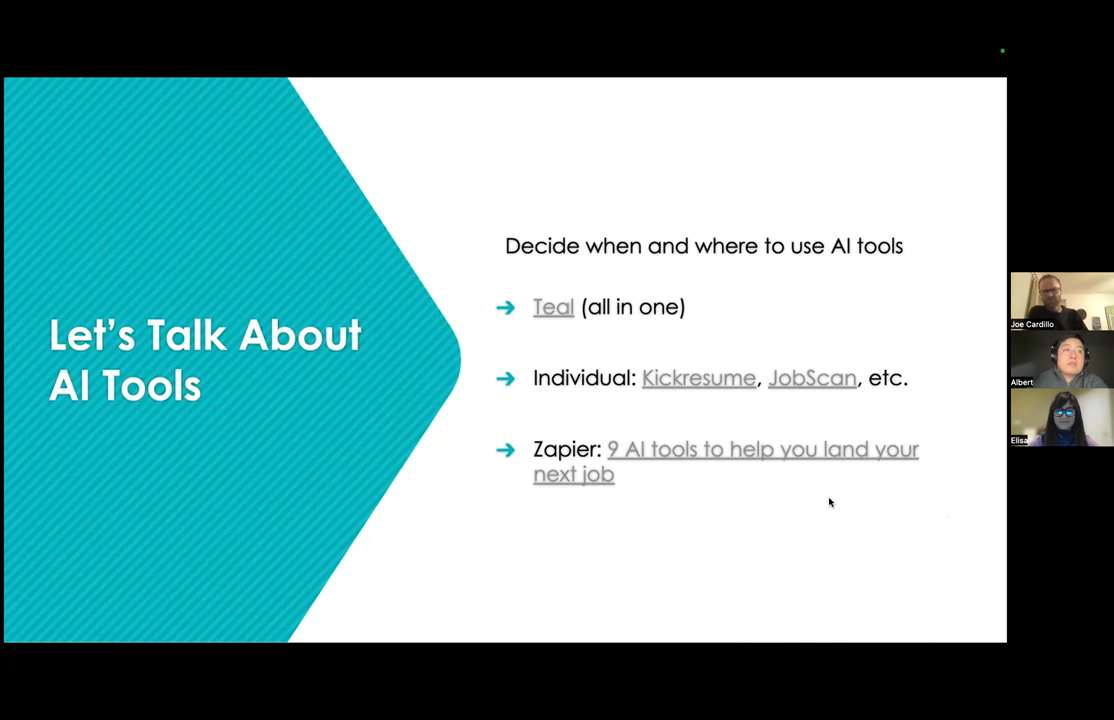 Let's Talk About
AI Tools
Decide when and where to use AI tools
➔ Teal (all in one)
➔ Individual: Kickresume, JobScan, etc.
➔ Zapier: 9 AI tools to help you land your
next job
Joe Cardillo
Albert
Elisa